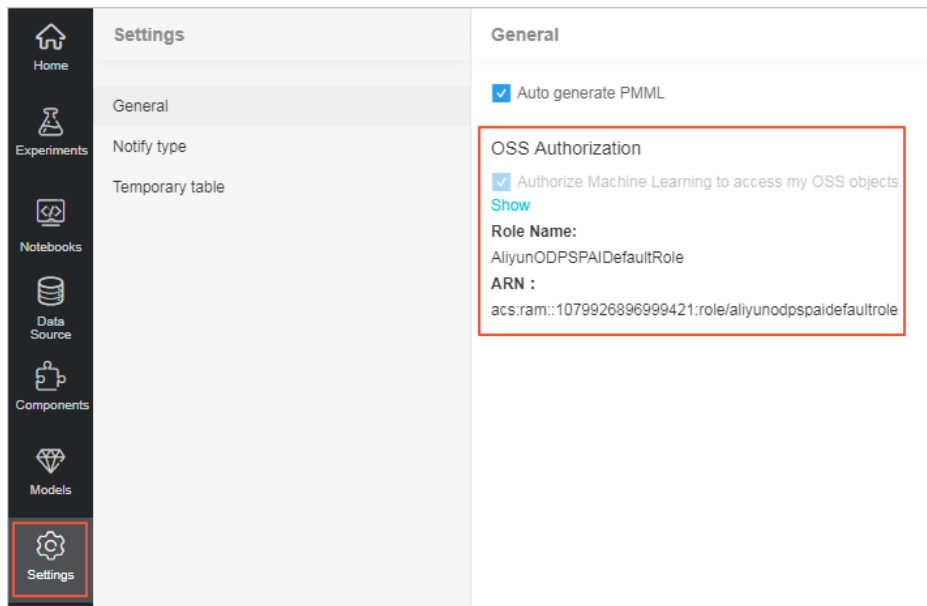 Home
Experiments
Notebooks
Data
Source
Components
Models
Settings
Settings
General
Notify type
Temporary table
General
Auto generate PMML
OSS Authorization
Authorize Machine Learning to access my OSS objects.
Show
Role Name:
AliyunODPSPAIDefaultRole
ARN :
acs:ram::1079926896999421:role/aliyunodpspaidefaultrole